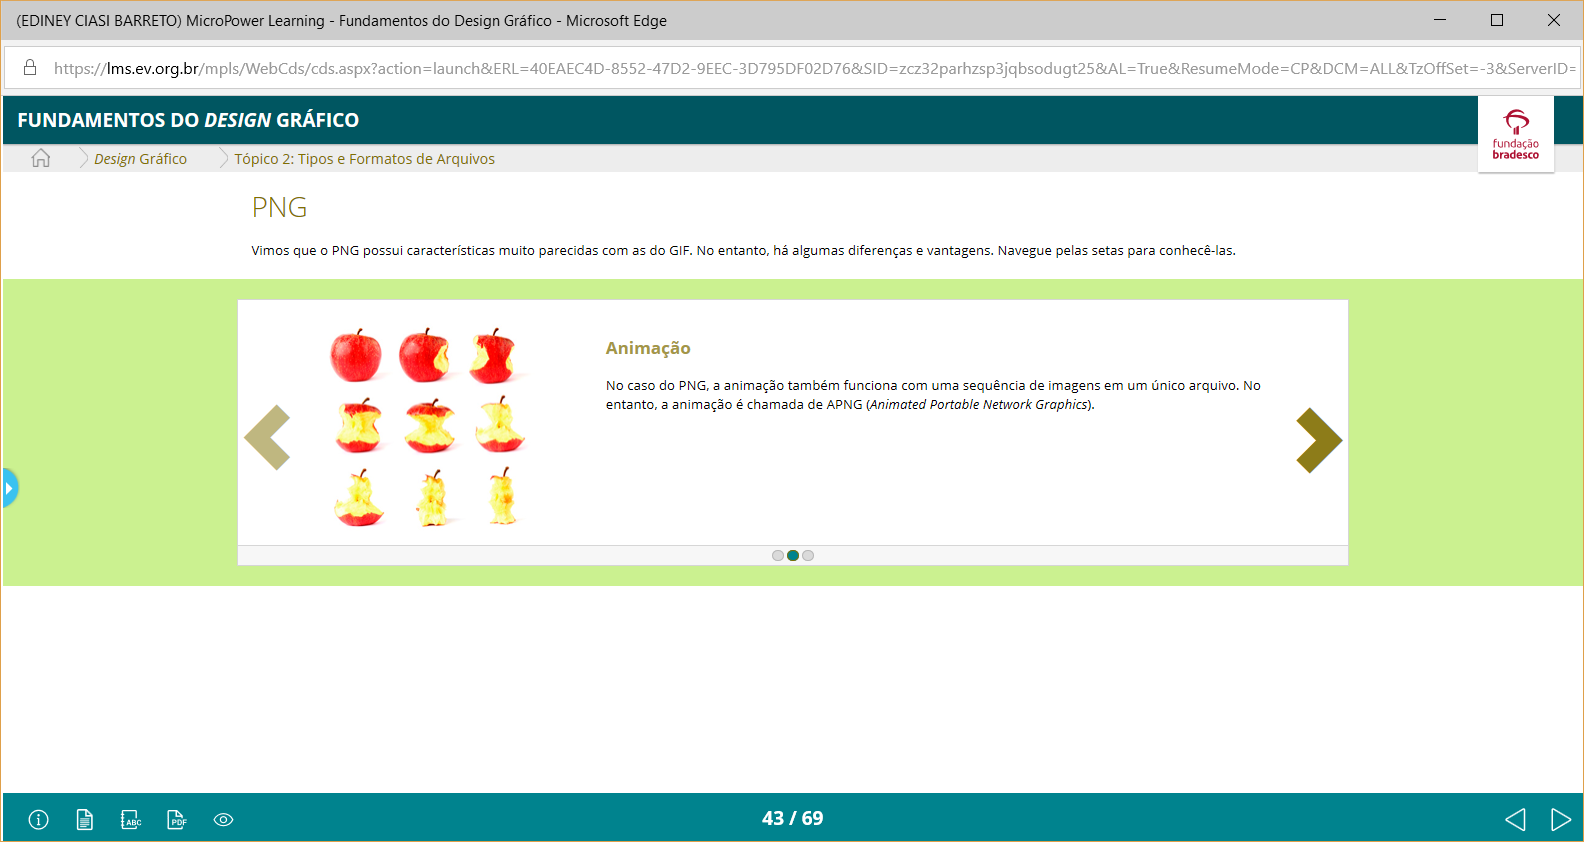 (EDINEY CIASI BARRETO) MicroPower Learning - Fundamentos do Design Gráfico - Microsoft Edge
https://lms.ev.org.br/mpls/WebCds/cds.aspx?action=launch&ERL=40EAEC4D-8552-47D2-9EEC-3D795DF02D76&SID=zcz32parhzsp3jqbsodugt25&AL=True&ResumeMode=CP&DCM=ALL&TzOffSet=-3&ServerID=
FUNDAMENTOS DO DESIGN GRÁFICO
fundação
bradesco
Design Gráfico
Tópico 2: Tipos e Formatos de Arquivos
PNG
Vimos que o PNG possui características muito parecidas com as do GIF. No entanto, há algumas diferenças e vantagens. Navegue pelas setas para conhecê-las.
Animação
No caso do PNG, a animação também funciona com uma sequência de imagens em um único arquivo. No
entanto, a animação é chamada de APNG (Animated Portable Network Graphics).
ABC
PDF
43 / 69